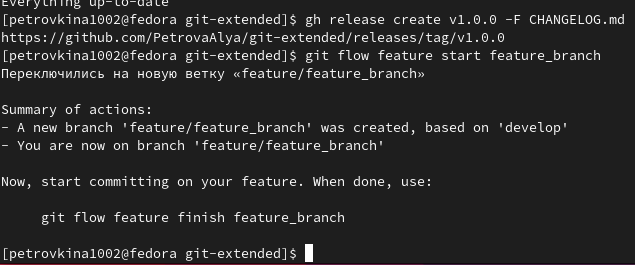 Everything up-to-date
[petrovkina1002@fedora git-extended]$ gh release create v1.0.0 -F CHANGELOG.md
https://github.com/PetrovaAlya/git-extended/releases/tag/v1.0.0
[petrovkina1002@fedora git-extended]$ git flow feature start feature_branch
Переключились на новую ветку «feature/feature_branch»
Summary of actions:
- A new branch 'feature/feature_branch' was created, based on 'develop'
- You are now on branch 'feature/feature_branch'
Now, start committing on your feature. When done, use:
git flow feature finish feature_branch
[petrovkina1002@fedora git-extended]$